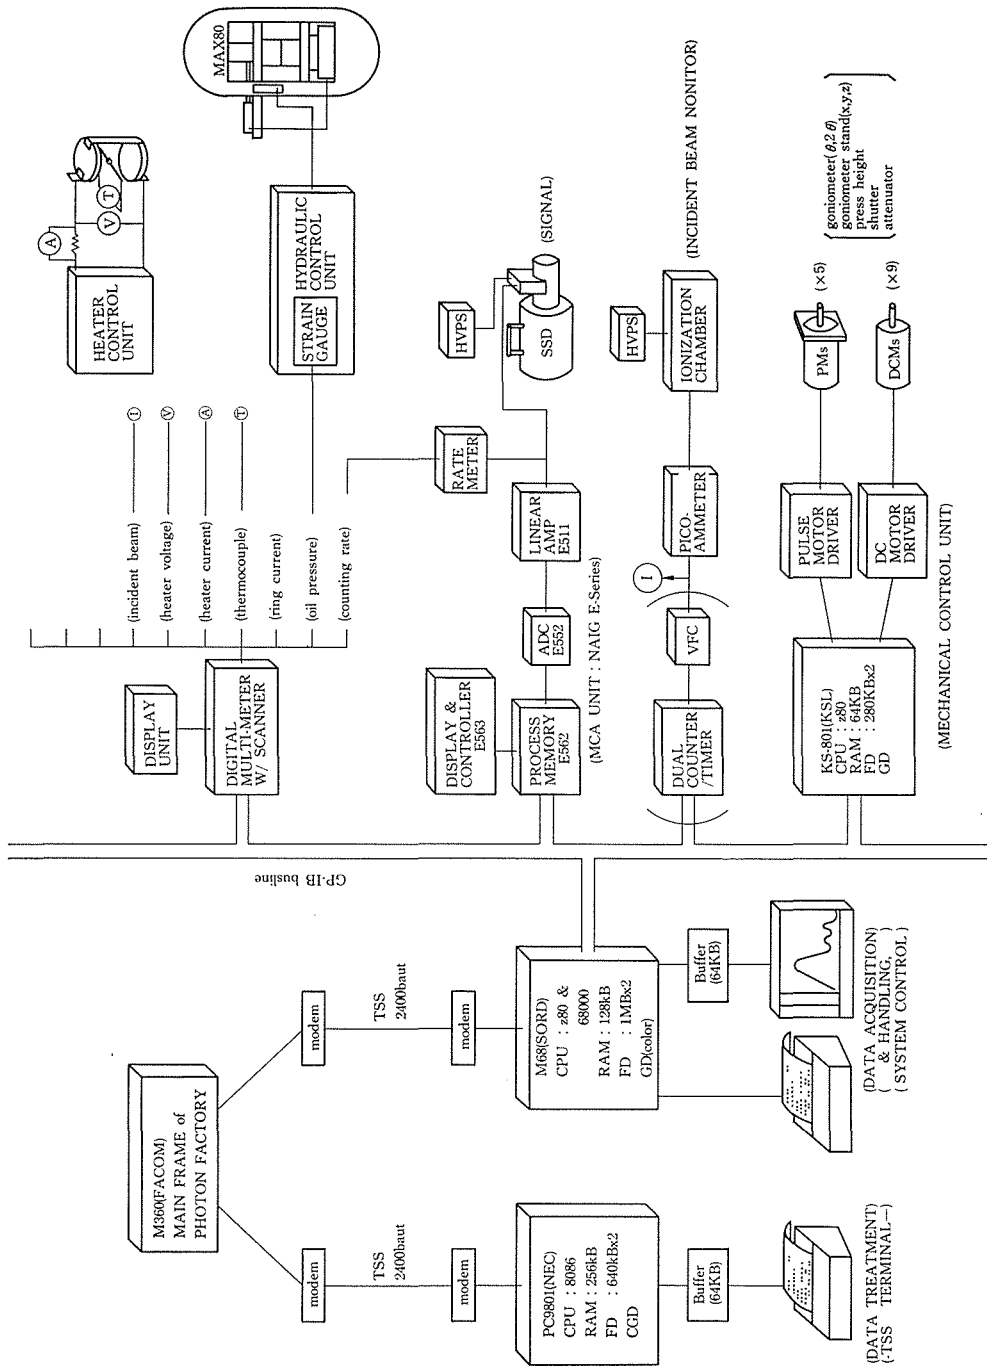 MAX80
HEATER
CONTROL
UNIT
A
V
T
HYDRAULIC
CONTROL
UNIT
STRAIN
GAUGE
(incident beam)
I
(heater voltage)
V
(heater current)
A
(thermocouple)
T
(ring current)
(oil pressure)
(counting rate)
DISPLAY
UNIT
DIGITAL
MULTI-METER
W/ SCANNER
HVPS
SSD
(SIGNAL)
RATE
METER
LINEAR
AMP
E511
ADC
E552
DISPLAY &
CONTROLLER
E563
PROCESS
MEMORY
E562
(MCA UNIT : NAIG E-Series)
HVPS
IONIZATION
CHAMBER
(INCIDENT BEAM NONITOR)
PICO-
AMMETER
I
VFC
DUAL
COUNTER
/TIMER
PMs
(×5)
DCMs
(×9)
goniometer(θ,2θ)
goniometer stand(x,y,z)
press height
shutter
attenuator
PULSE
MOTOR
DRIVER
DC
MOTOR
DRIVER
KS-801(KSL)
CPU : z80
RAM : 64KB
FD : 280KBx2
GD
(MECHANICAL CONTROL UNIT)
GP-IB busline
M360(FACOM)
MAIN FRAME of
PHOTON FACTORY
modem
TSS
2400baut
modem
M68(SORD)
CPU : z80 &
68000
RAM : 128kB
FD : 1MBx2
GD(color)
Buffer
(64KB)
(DATA ACQUISITION)
( & HANDLING, )
( SYSTEM CONTROL )
modem
TSS
2400baut
modem
PC9801(NEC)
CPU : 8086
RAM : 256kB
FD : 640kBx2
CGD
Buffer
(64KB)
(DATA TREATMENT)
(-TSS TERMINAL—)